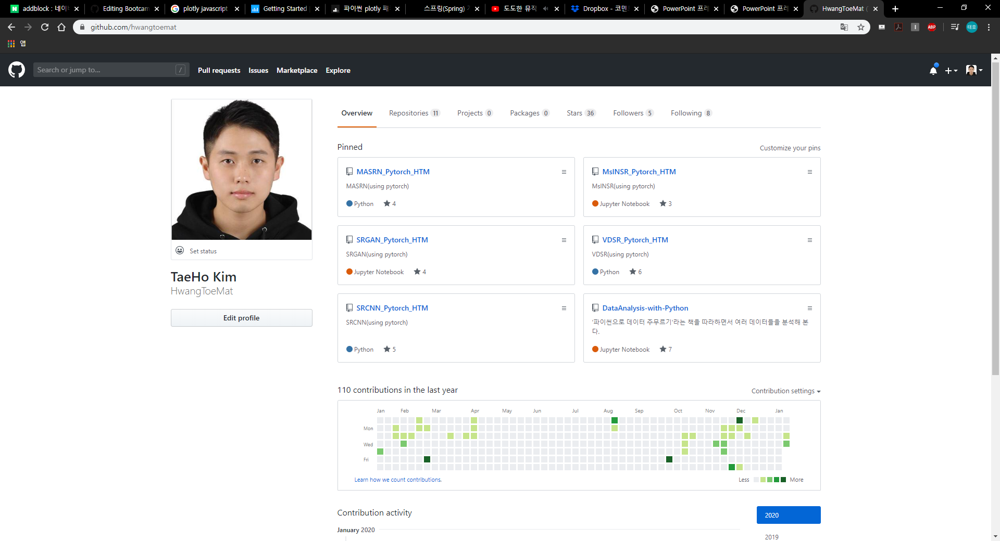 addblock : 네이
Editing Bootcam
plotly javascript
Getting Started
파이썬 plotly 패
스프링(Spring)
도도한 뮤직
Dropbox - 코멘
PowerPoint 프레
PowerPoint 프레
HwangToeMat (
github.com/hwangtoemat
ABP
태호
앱
Search or jump to...
/
Pull requests
Issues
Marketplace
Explore
Overview
Repositories 11
Projects 0
Packages 0
Stars 36
Followers 5
Following 8
Set status
TaeHo Kim
HwangToeMat
Edit profile
Pinned
Customize your pins
MASRN_Pytorch_HTM
MASRN(using pytorch)
Python 4
MsINSR_Pytorch_HTM
MsINSR(using pytorch)
Jupyter Notebook 3
SRGAN_Pytorch_HTM
SRGAN(using pytorch)
Jupyter Notebook 4
VDSR_Pytorch_HTM
VDSR(using pytorch)
Python 6
SRCNN_Pytorch_HTM
SRCNN(using pytorch)
Python 5
DataAnalysis-with-Python
'파이썬으로 데이터 주무르기'라는 책을 따라하면서 여러 데이터들을 분석해 본
다.
Jupyter Notebook 7
110 contributions in the last year
Contribution settings
Jan Feb Mar Apr May Jun Jul Aug Sep Oct Nov Dec Jan
Mon
Wed
Fri
Learn how we count contributions.
Less More
Contribution activity
January 2020
2020
2019